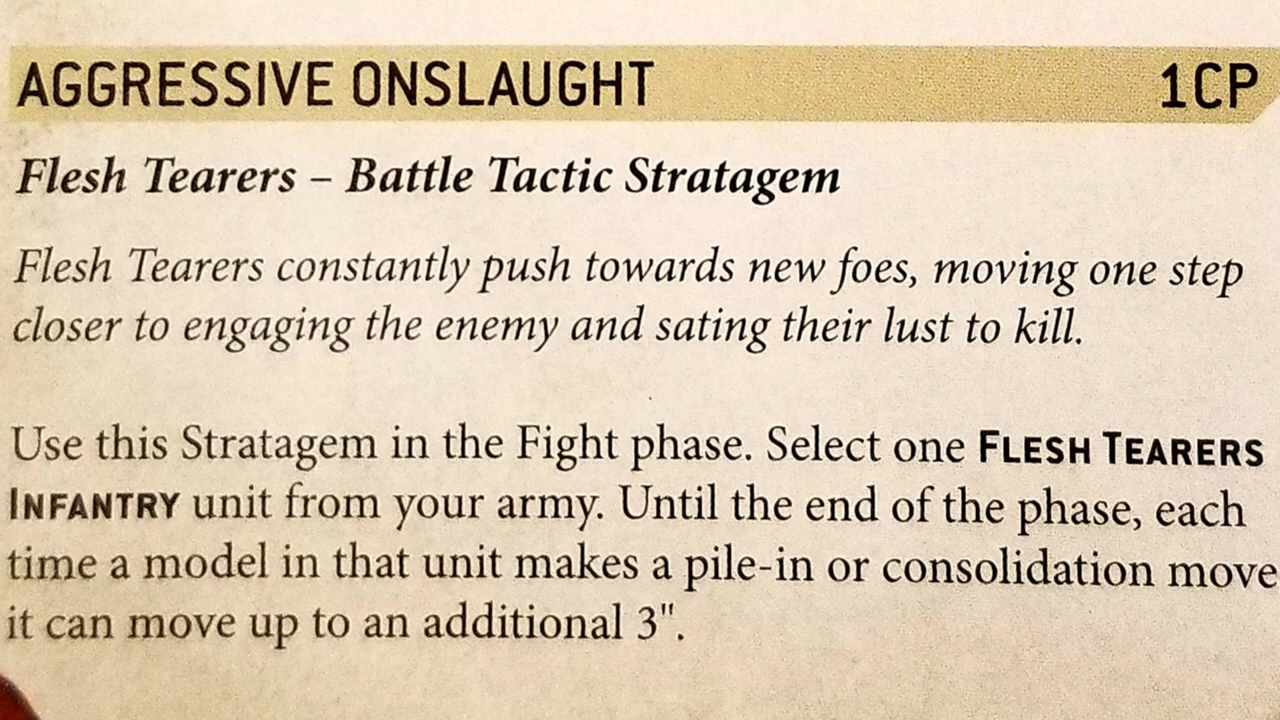 AGGRESSIVE ONSLAUGHT 1CP
Flesh Tearers – Battle Tactic Stratagem
Flesh Tearers constantly push towards new foes, moving one step
closer to engaging the enemy and sating their lust to kill.
Use this Stratagem in the Fight phase. Select one FLESH TEARERS
INFANTRY unit from your army. Until the end of the phase, each
time a model in that unit makes a pile-in or consolidation move
it can move up to an additional 3".